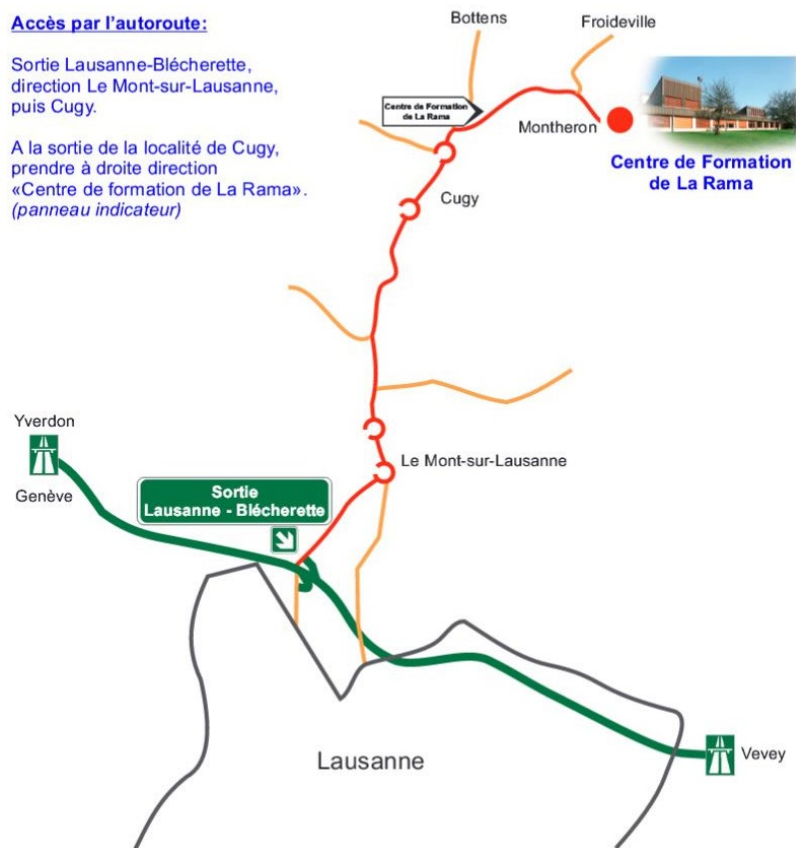 Accès par l'autoroute:
Sortie Lausanne-Blécherette,
direction Le Mont-sur-Lausanne,
puis Cugy.
A la sortie de la localité de Cugy,
prendre à droite direction
«Centre de formation de La Rama».
(panneau indicateur)
Bottens
Froideville
Centre de Formation
de La Rama
Montheron
Centre de Formation
de La Rama
Cugy
Yverdon
Genève
Le Mont-sur-Lausanne
Sortie
Lausanne - Blécherette
Lausanne
Vevey